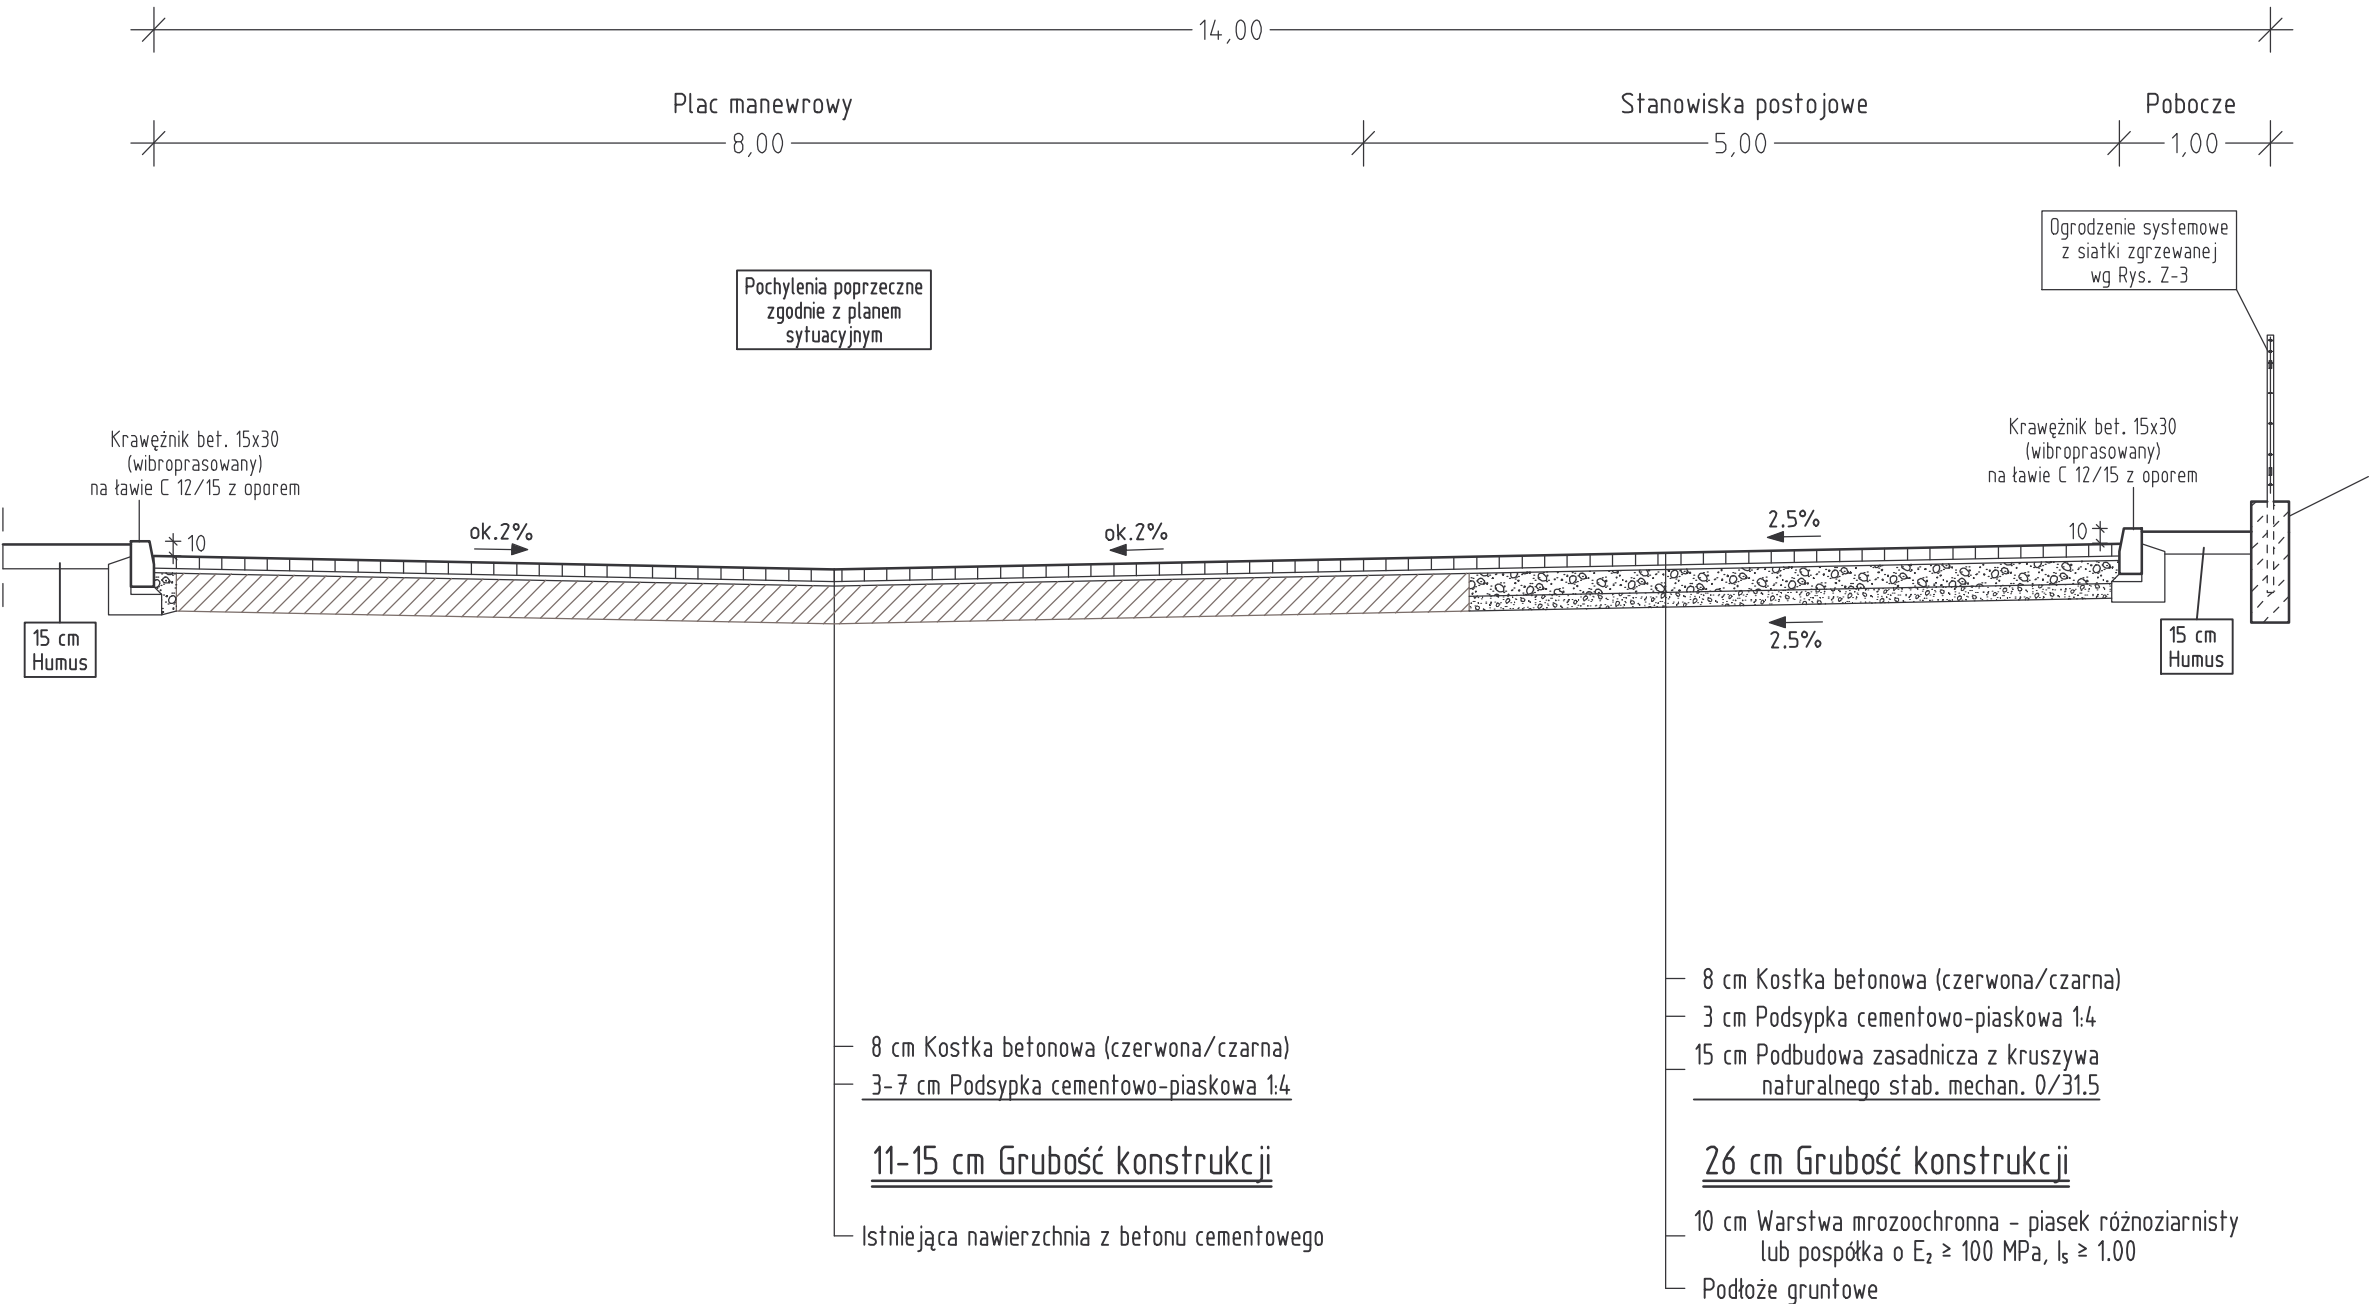 14,00
Plac manewrowy
Stanowiska postojowe
Pobocze
8,00
5,00
1,00
Ogrodzenie systemowe
z siatki zgrzewanej
wg Rys. Z-3
Pochylenia poprzeczne
zgodnie z planem
sytuacyjnym
Krawężnik bet. 15x30
(wibroprasowany)
na ławie C 12/15 z oporem
Krawężnik bet. 15x30
(wibroprasowany)
na ławie C 12/15 z oporem
10
ok.2%
ok.2%
2.5%
10
2.5%
15 cm
Humus
15 cm
Humus
8 cm Kostka betonowa (czerwona/czarna)
3-7 cm Podsypka cementowo-piaskowa 1:4
11-15 cm Grubość konstrukcji
Istniejąca nawierzchnia z betonu cementowego
8 cm Kostka betonowa (czerwona/czarna)
3 cm Podsypka cementowo-piaskowa 1:4
15 cm Podbudowa zasadnicza z kruszywa
naturalnego stab. mechan. 0/31.5
26 cm Grubość konstrukcji
10 cm Warstwa mrozoochronna - piasek różnoziarnisty
lub pospółka o E₂ ≥ 100 MPa, Iₛ ≥ 1.00
Podłoże gruntowe